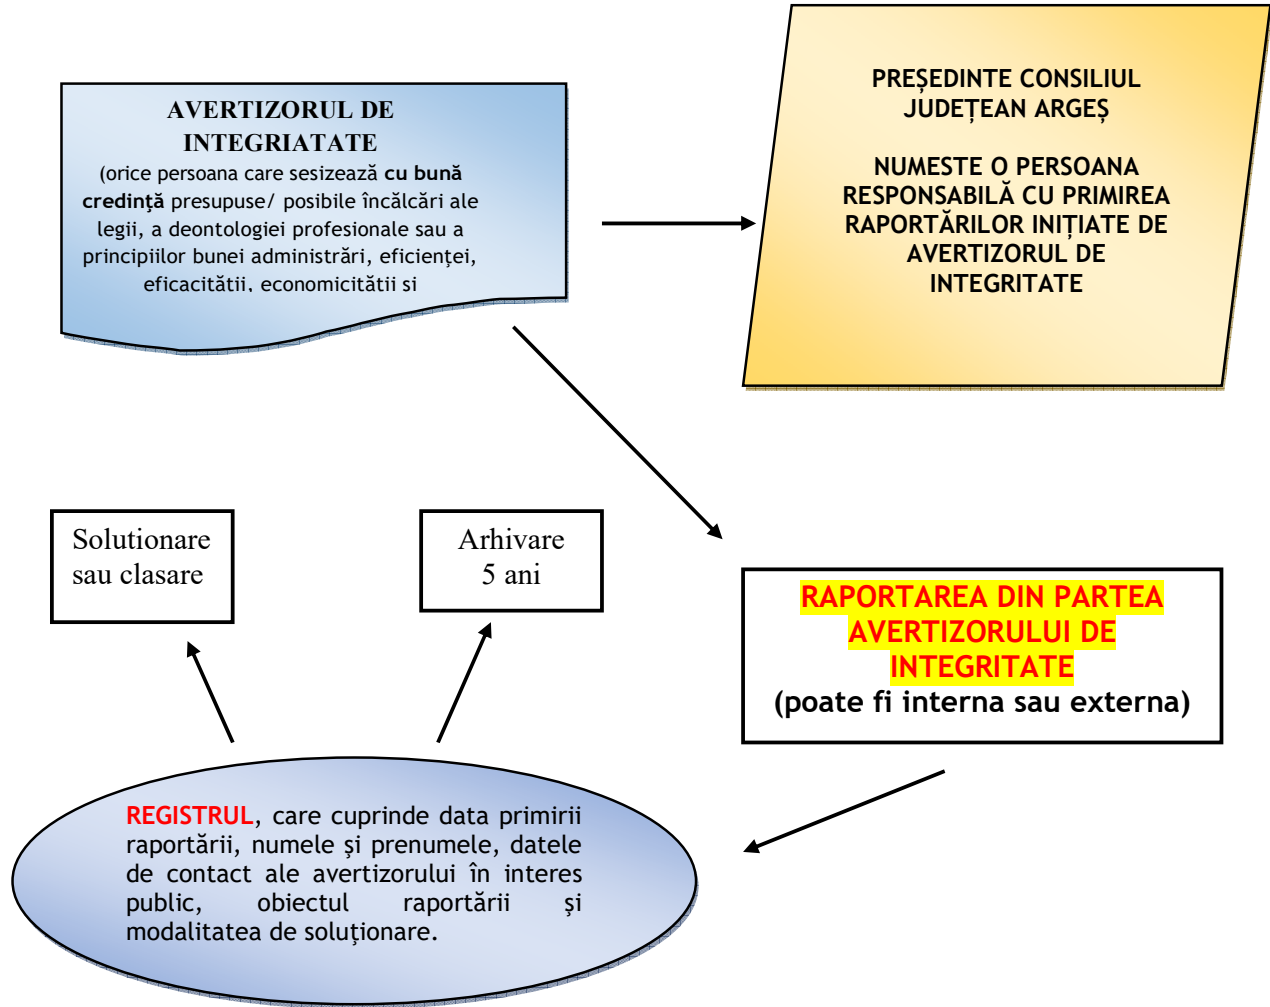 AVERTIZORUL DE
INTEGRIATATE
(orice persoana care sesizează cu bună
credinţă presupuse/ posibile încălcări ale
legii, a deontologiei profesionale sau a
principiilor bunei administrări, eficienţei,
eficacităţii, economicităţii şi
PREȘEDINTE CONSILIUL
JUDEȚEAN ARGEȘ
NUMESTE O PERSOANA
RESPONSABILĂ CU PRIMIREA
RAPORTĂRILOR INIȚIATE DE
AVERTIZORUL DE
INTEGRITATE
Solutionare
sau clasare
Arhivare
5 ani
RAPORTAREA DIN PARTEA
AVERTIZORULUI DE
INTEGRITATE
(poate fi interna sau externa)
REGISTRUL, care cuprinde data primirii
raportării, numele şi prenumele, datele
de contact ale avertizorului în interes
public, obiectul raportării şi
modalitatea de soluţionare.